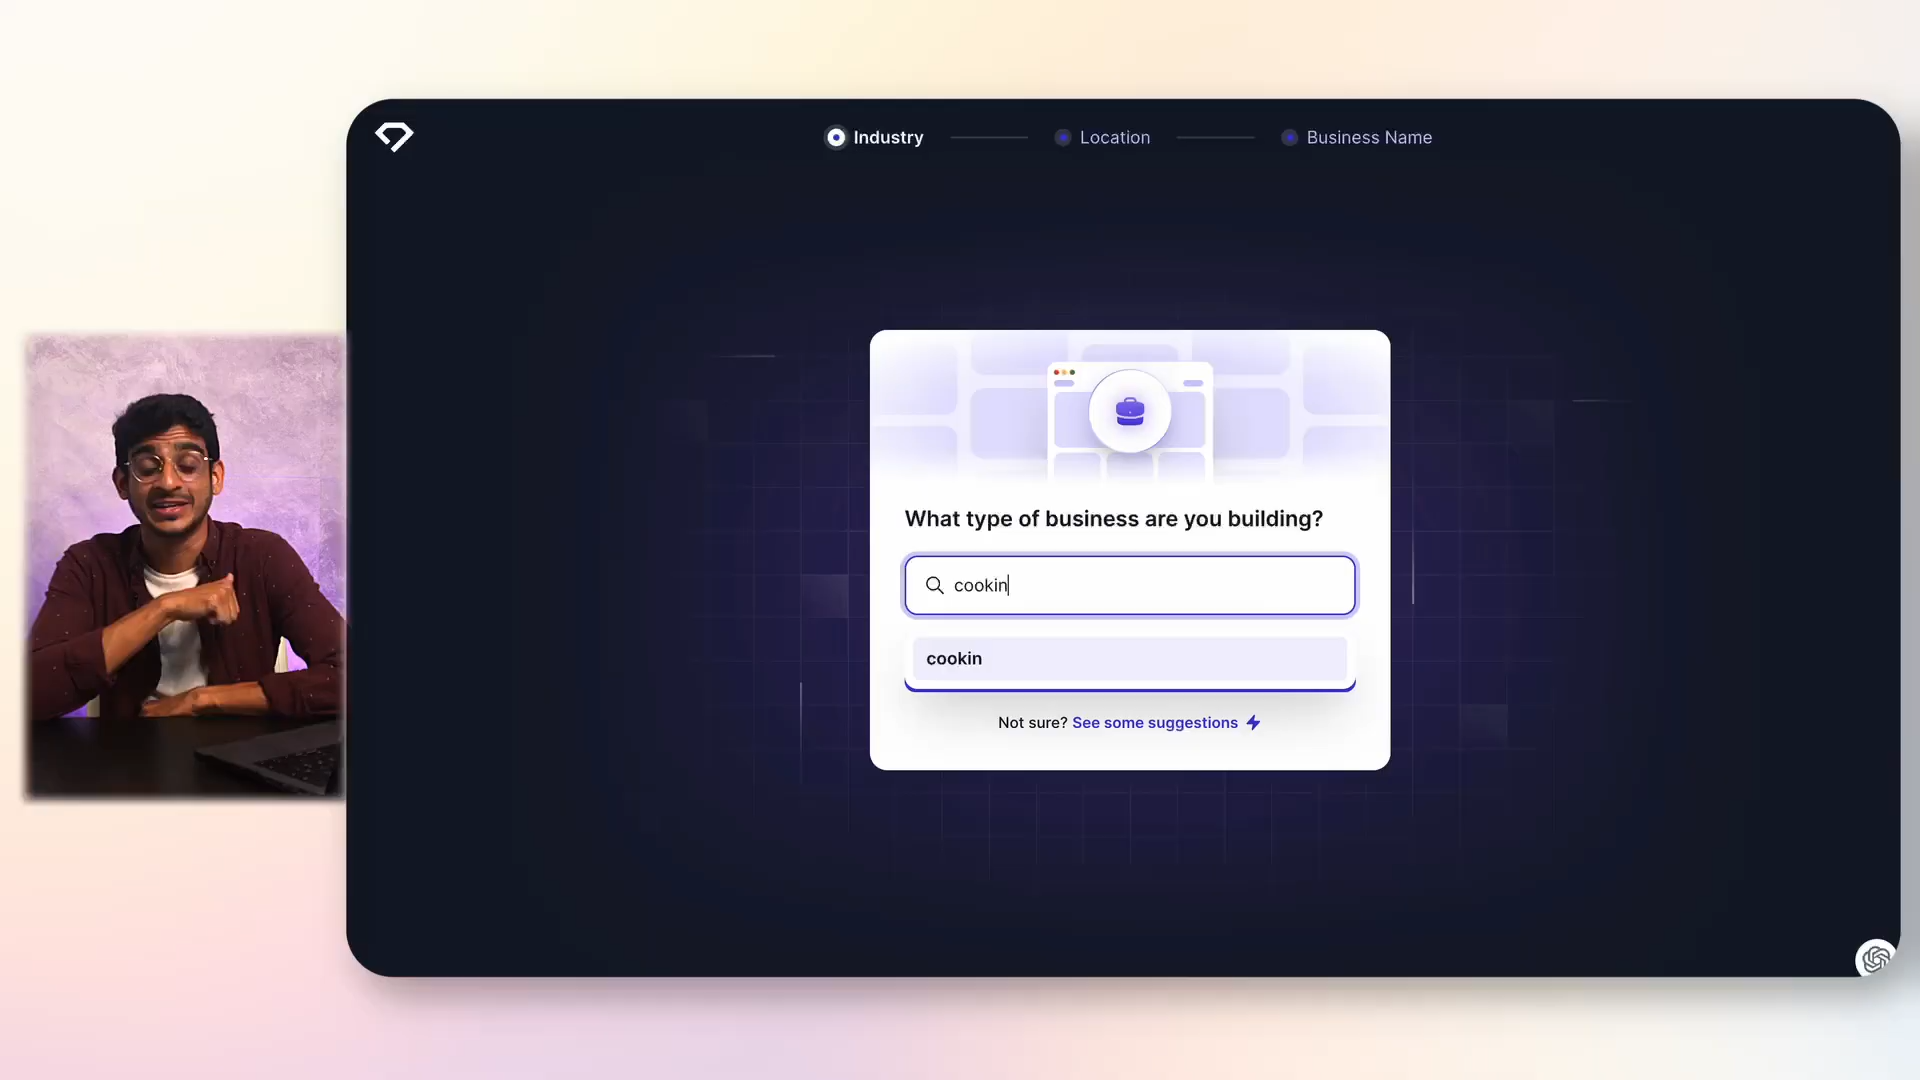 Industry
Location
Business Name
What type of business are you building?
cookin
cookin
Not sure? See some suggestions